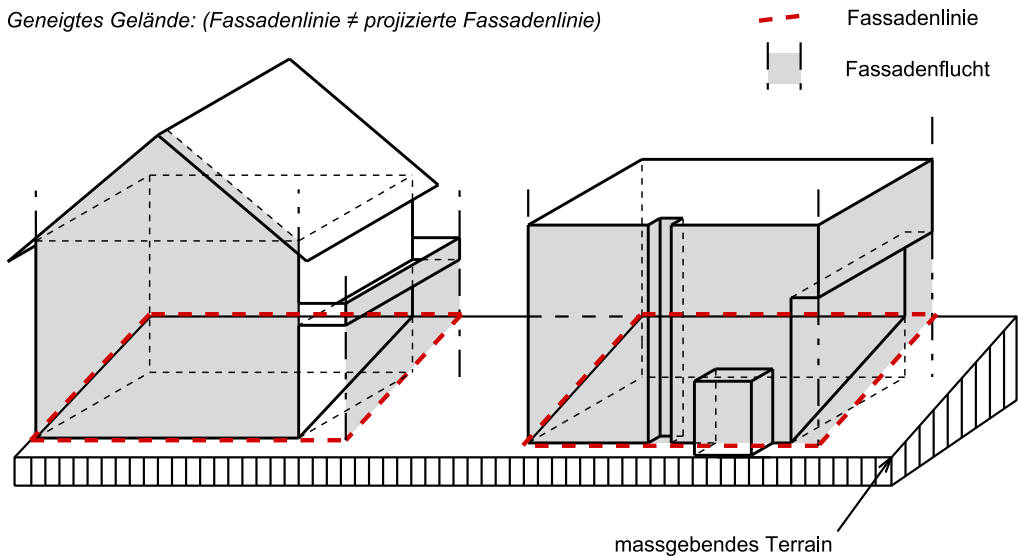 Geneigtes Gelände: (Fassadenlinie ≠ projizierte Fassadenlinie)
Fassadenlinie
Fassadenflucht
massgebendes Terrain